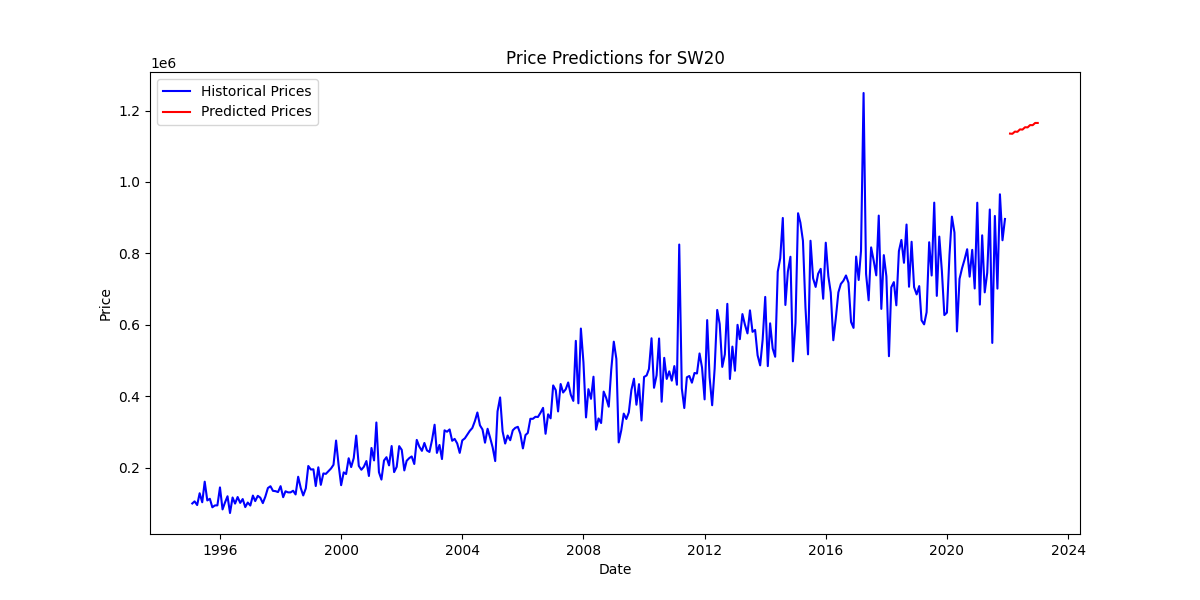 Price Predictions for SW20
1e6
Historical Prices
Predicted Prices
1.2
1.0
0.8
0.6
0.4
0.2
Price
1996 2000 2004 2008 2012 2016 2020 2024
Date